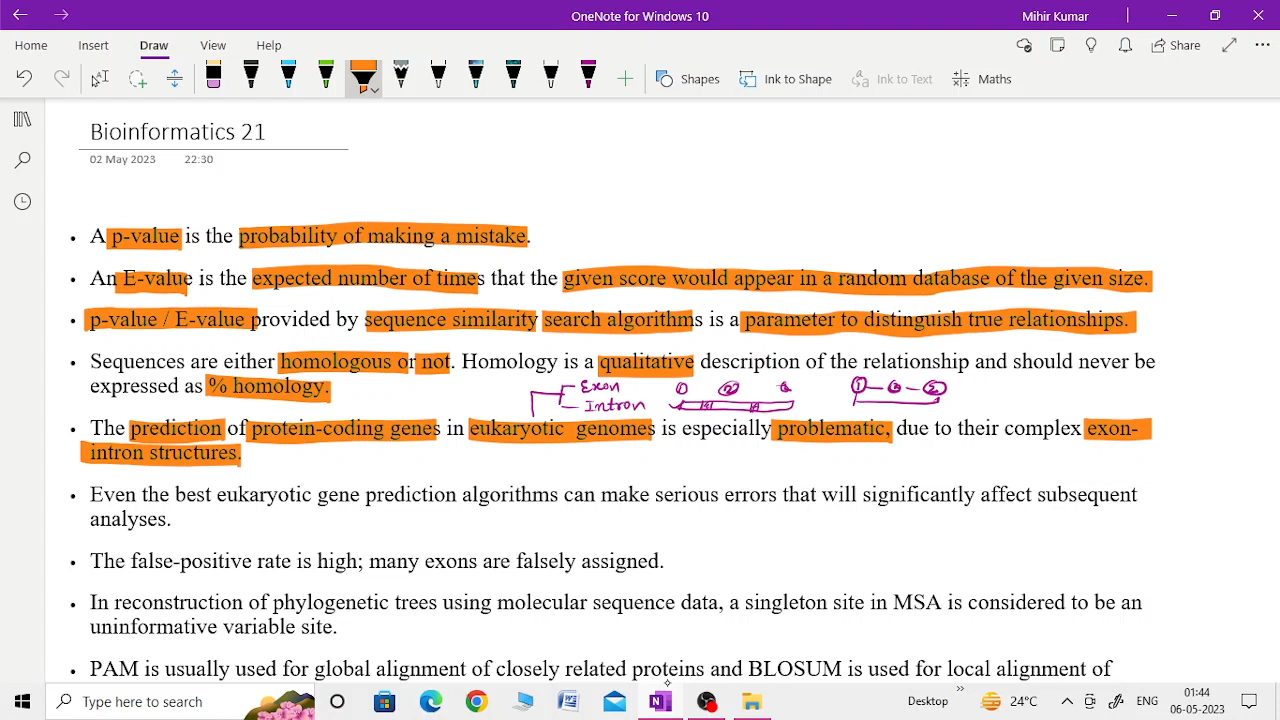 OneNote for Windows 10
Mihir Kumar
Home Insert Draw View Help
Share
Shapes Ink to Shape Ink to Text Maths
Bioinformatics 21
02 May 2023 22:30
• A p-value is the probability of making a mistake.
• An E-value is the expected number of times that the given score would appear in a random database of the given size.
• p-value / E-value provided by sequence similarity search algorithms is a parameter to distinguish true relationships.
• Sequences are either homologous or not. Homology is a qualitative description of the relationship and should never be
expressed as % homology.
Exon
Intron
• The prediction of protein-coding genes in eukaryotic genomes is especially problematic, due to their complex exon-
intron structures.
• Even the best eukaryotic gene prediction algorithms can make serious errors that will significantly affect subsequent
analyses.
• The false-positive rate is high; many exons are falsely assigned.
• In reconstruction of phylogenetic trees using molecular sequence data, a singleton site in MSA is considered to be an
uninformative variable site.
• PAM is usually used for global alignment of closely related proteins and BLOSUM is used for local alignment of
Type here to search
Desktop
24°C
ENG
01:44
06-05-2023